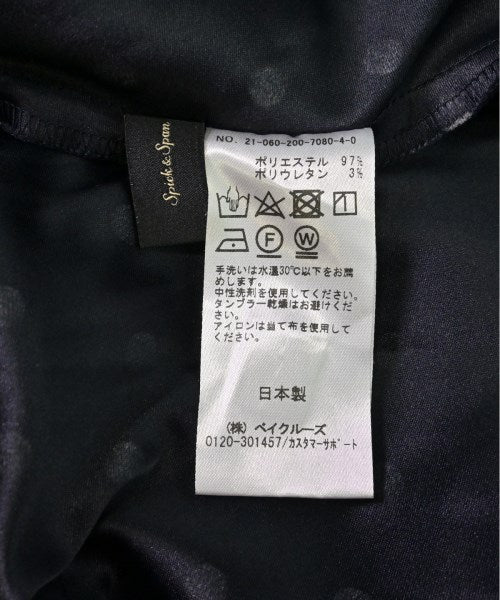 Spick & Span
NO. 21-060-200-7080-4-0
ポリエステル 97%
ポリウレタン 3%
F W
手洗いは水温30℃以下をお薦
めします。
中性洗剤を使用してください。
タンブラー乾燥はお避けくださ
い。
アイロンは当て布を使用して
ください。
日本製
(株) ベイクルーズ
0120-301457/カスタマーサポート